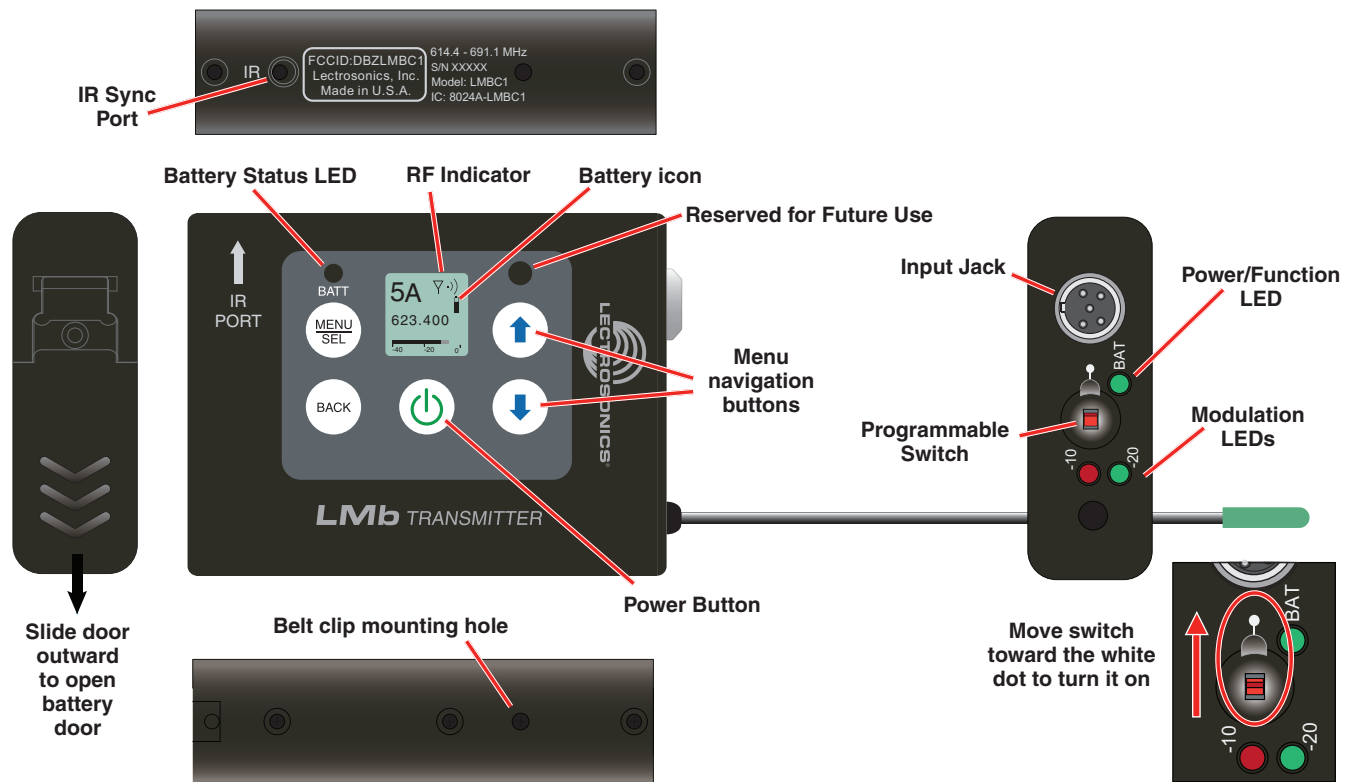 IR
FCCID:DBZLMBC1
Lectrosonics, Inc.
Made in U.S.A.
614.4 - 691.1 MHz
S/N XXXXX
Model: LMBC1
IC: 8024A-LMBC1
IR Sync
Port
Battery Status LED
RF Indicator
Battery icon
Reserved for Future Use
IR
PORT
BATT
MENU
SEL
BACK
5A
623.400
-40 -20 0
LECTROSONICS®
LMb TRANSMITTER
Menu
navigation
buttons
Power Button
Input Jack
Power/Function
LED
BAT
Programmable
Switch
Modulation
LEDs
-10
-20
Slide door
outward
to open
battery
door
Belt clip mounting hole
Move switch
toward the white
dot to turn it on
BAT
-10
-20